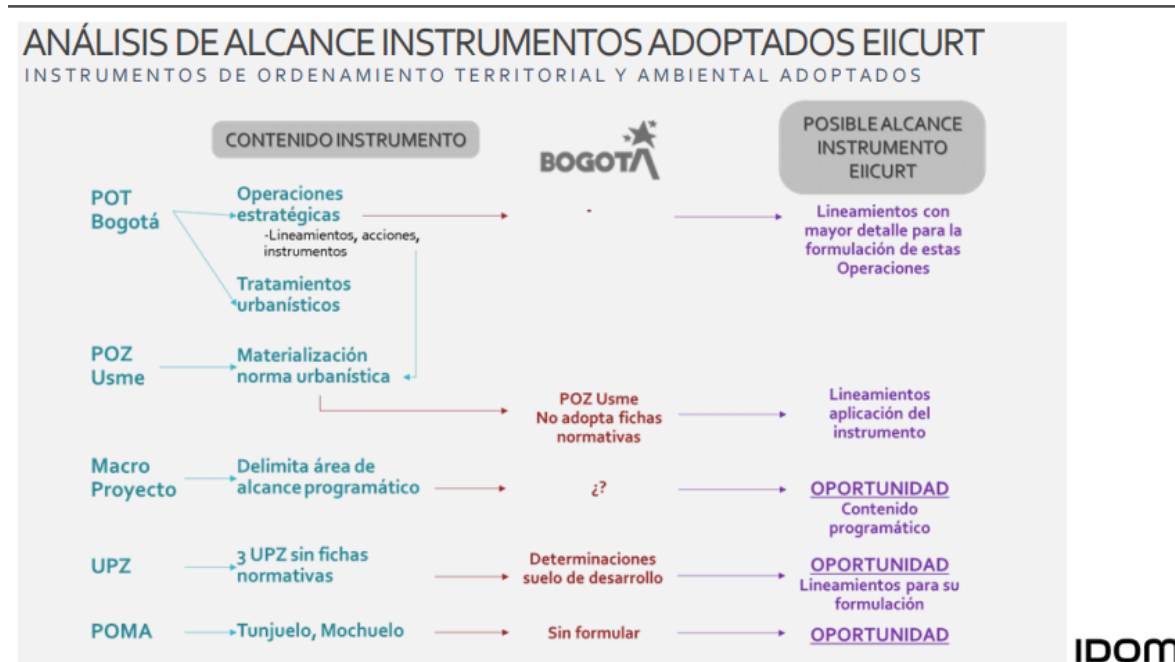 ANÁLISIS DE ALCANCE INSTRUMENTOS ADOPTADOS EIICURT
INSTRUMENTOS DE ORDENAMIENTO TERRITORIAL Y AMBIENTAL ADOPTADOS
CONTENIDO INSTRUMENTO
BOGOTÁ
POSIBLE ALCANCE
INSTRUMENTO
EIICURT
POT
Bogotá
Operaciones
estratégicas
-Lineamientos, acciones,
instrumentos
Tratamientos
urbanísticos
-
Lineamientos con
mayor detalle para la
formulación de estas
Operaciones
POZ
Usme
Materialización
norma urbanística
POZ Usme
No adopta fichas
normativas
Lineamientos
aplicación del
instrumento
Macro
Proyecto
Delimita área de
alcance programático
¿?
OPORTUNIDAD
Contenido
programático
UPZ
3 UPZ sin fichas
normativas
Determinaciones
suelo de desarrollo
OPORTUNIDAD
Lineamientos para su
formulación
POMA
Tunjuelo, Mochuelo
Sin formular
OPORTUNIDAD
IDOM